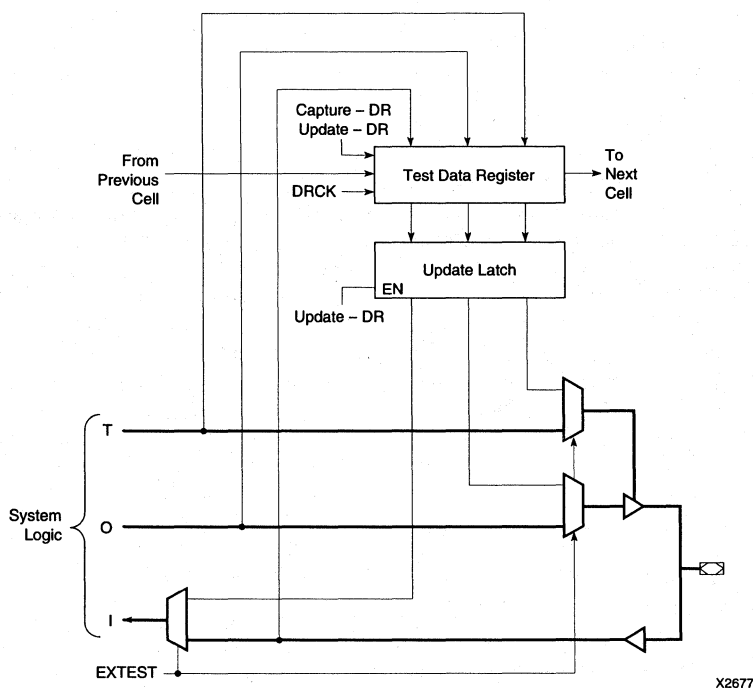 Capture – DR
Update – DR
From
Previous
Cell
DRCK
Test Data Register
To
Next
Cell
Update Latch
EN
Update – DR
T
System
Logic
O
I
EXTEST
X2677